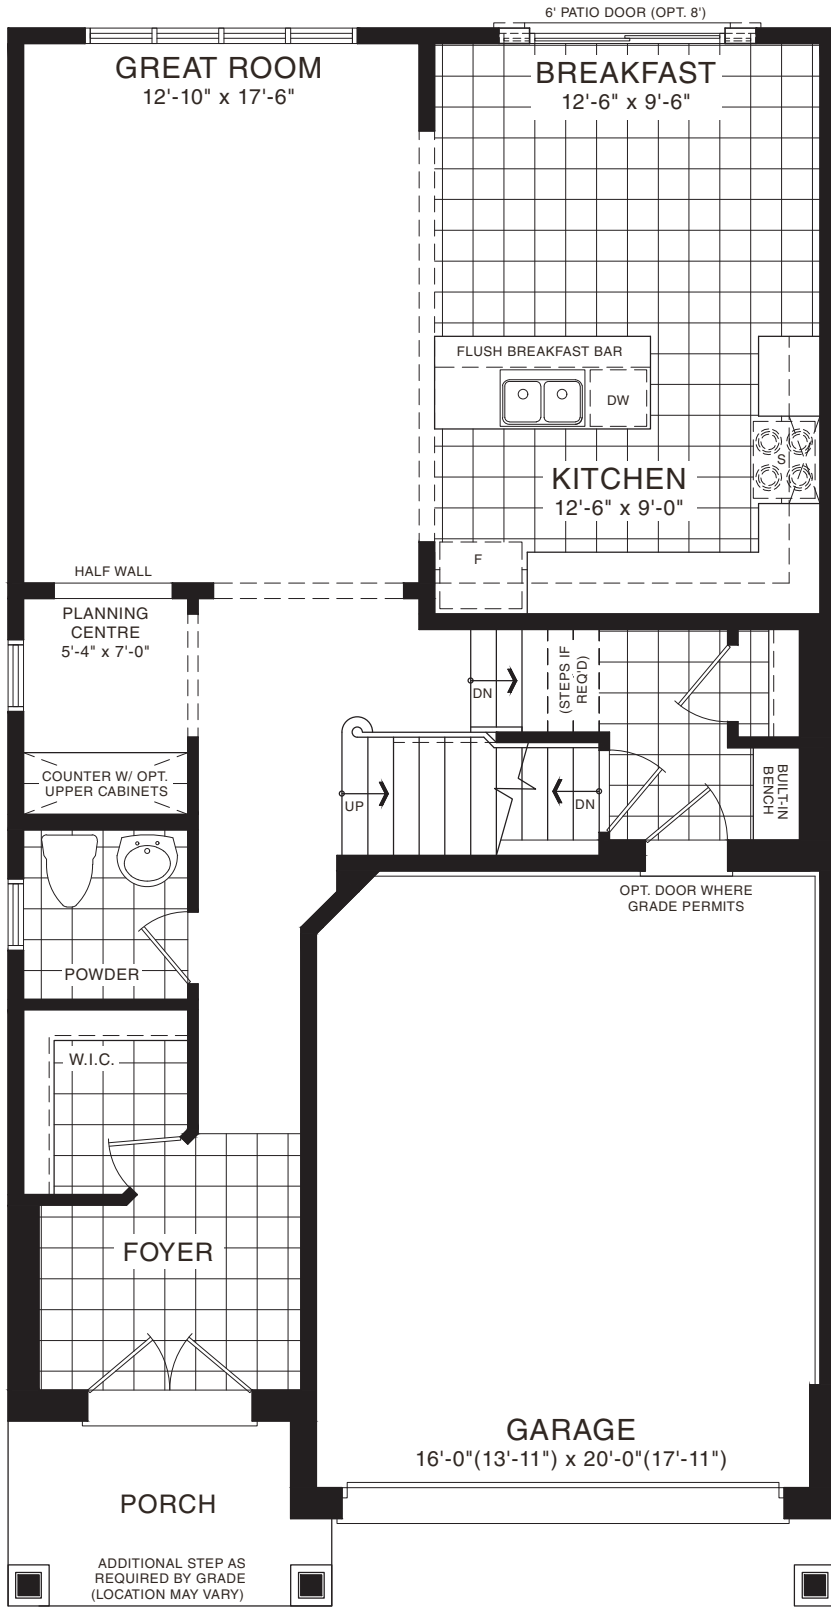 6' PATIO DOOR (OPT. 8')
GREAT ROOM
12'-10" x 17'-6"
BREAKFAST
12'-6" x 9'-6"
FLUSH BREAKFAST BAR
DW
S
KITCHEN
12'-6" x 9'-0"
F
HALF WALL
PLANNING
CENTRE
5'-4" x 7'-0"
DN
(STEPS IF
REQ'D)
COUNTER W/ OPT.
UPPER CABINETS
UP
DN
BUILT-IN
BENCH
OPT. DOOR WHERE
GRADE PERMITS
POWDER
W.I.C.
FOYER
GARAGE
16'-0"(13'-11") x 20'-0"(17'-11")
PORCH
ADDITIONAL STEP AS
REQUIRED BY GRADE
(LOCATION MAY VARY)